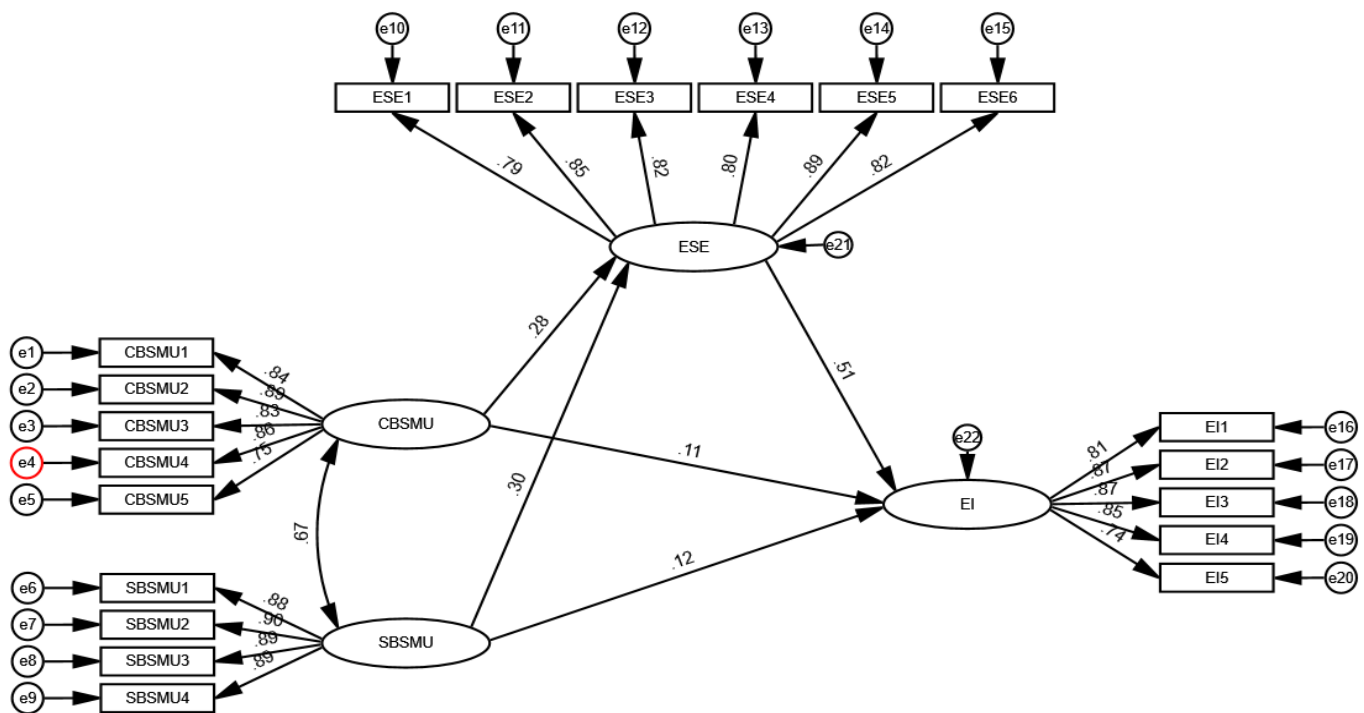 e10 e11 e12 e13 e14 e15
ESE1 ESE2 ESE3 ESE4 ESE5 ESE6
.79 .85 .82 .80 .89 .82
ESE e21
.28 .51
e1 CBSMU1 .84
e2 CBSMU2 .89
e3 CBSMU3 .83
e4 CBSMU4 .86
e5 CBSMU5 .75
CBSMU
.11
.30
.67
.12
e6 SBSMU1 .88
e7 SBSMU2 .90
e8 SBSMU3 .89
e9 SBSMU4 .89
SBSMU
e22
EI
.81 EI1 e16
.87 EI2 e17
.87 EI3 e18
.85 EI4 e19
.74 EI5 e20